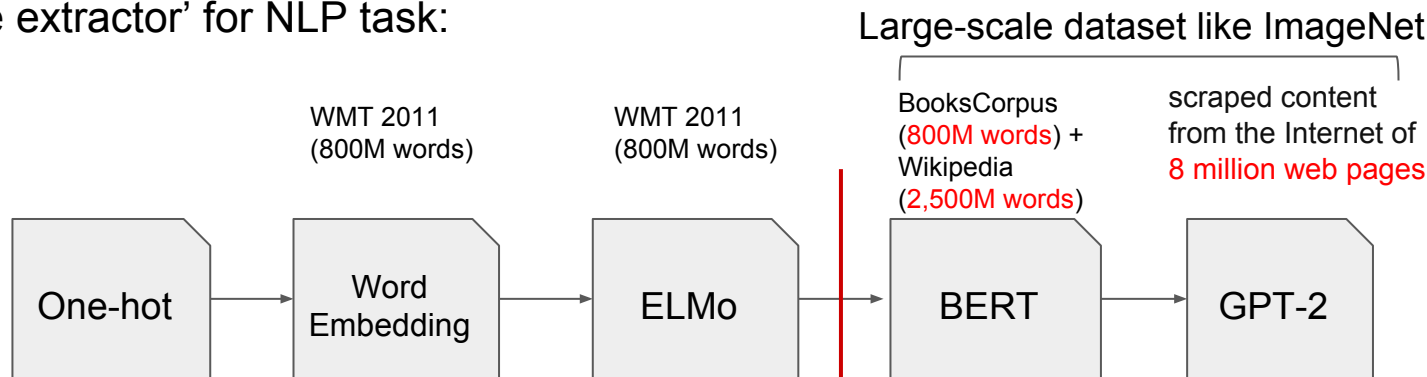 extractor’ for NLP task:
Large-scale dataset like ImageNet
WMT 2011
(800M words)
WMT 2011
(800M words)
BooksCorpus
(800M words) +
Wikipedia
(2,500M words)
scraped content
from the Internet of
8 million web pages
One-hot
Word
Embedding
ELMo
BERT
GPT-2